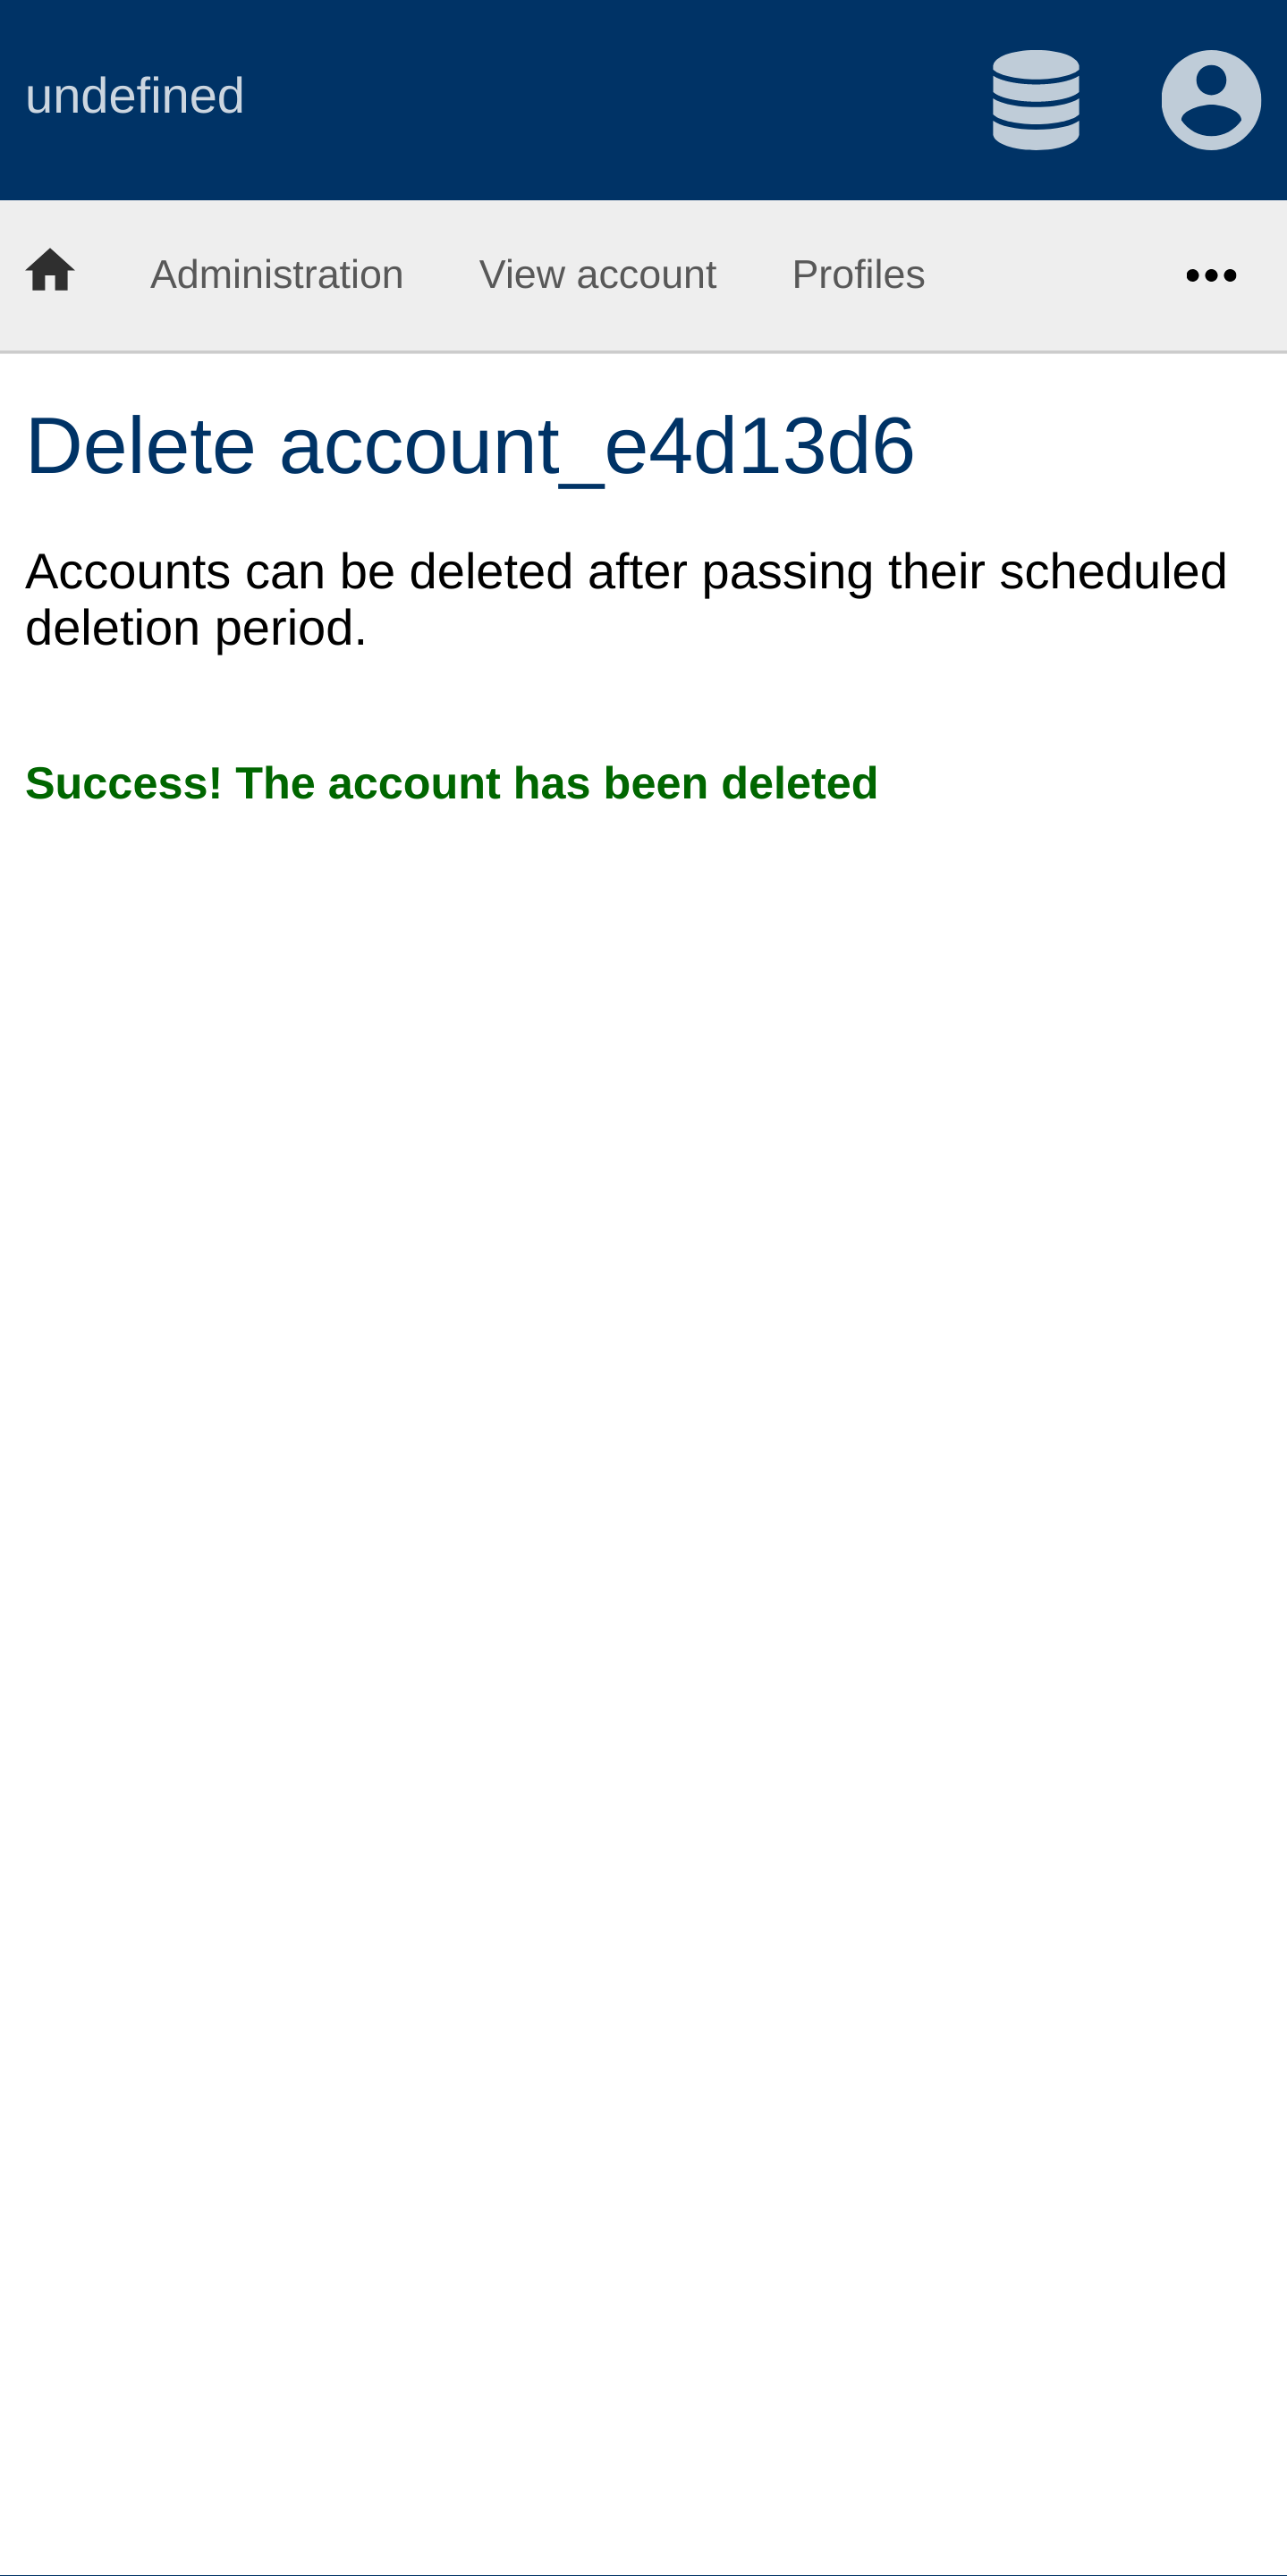 undefined
Administration View account Profiles
Delete account_e4d13d6
Accounts can be deleted after passing their scheduled
deletion period.
Success! The account has been deleted